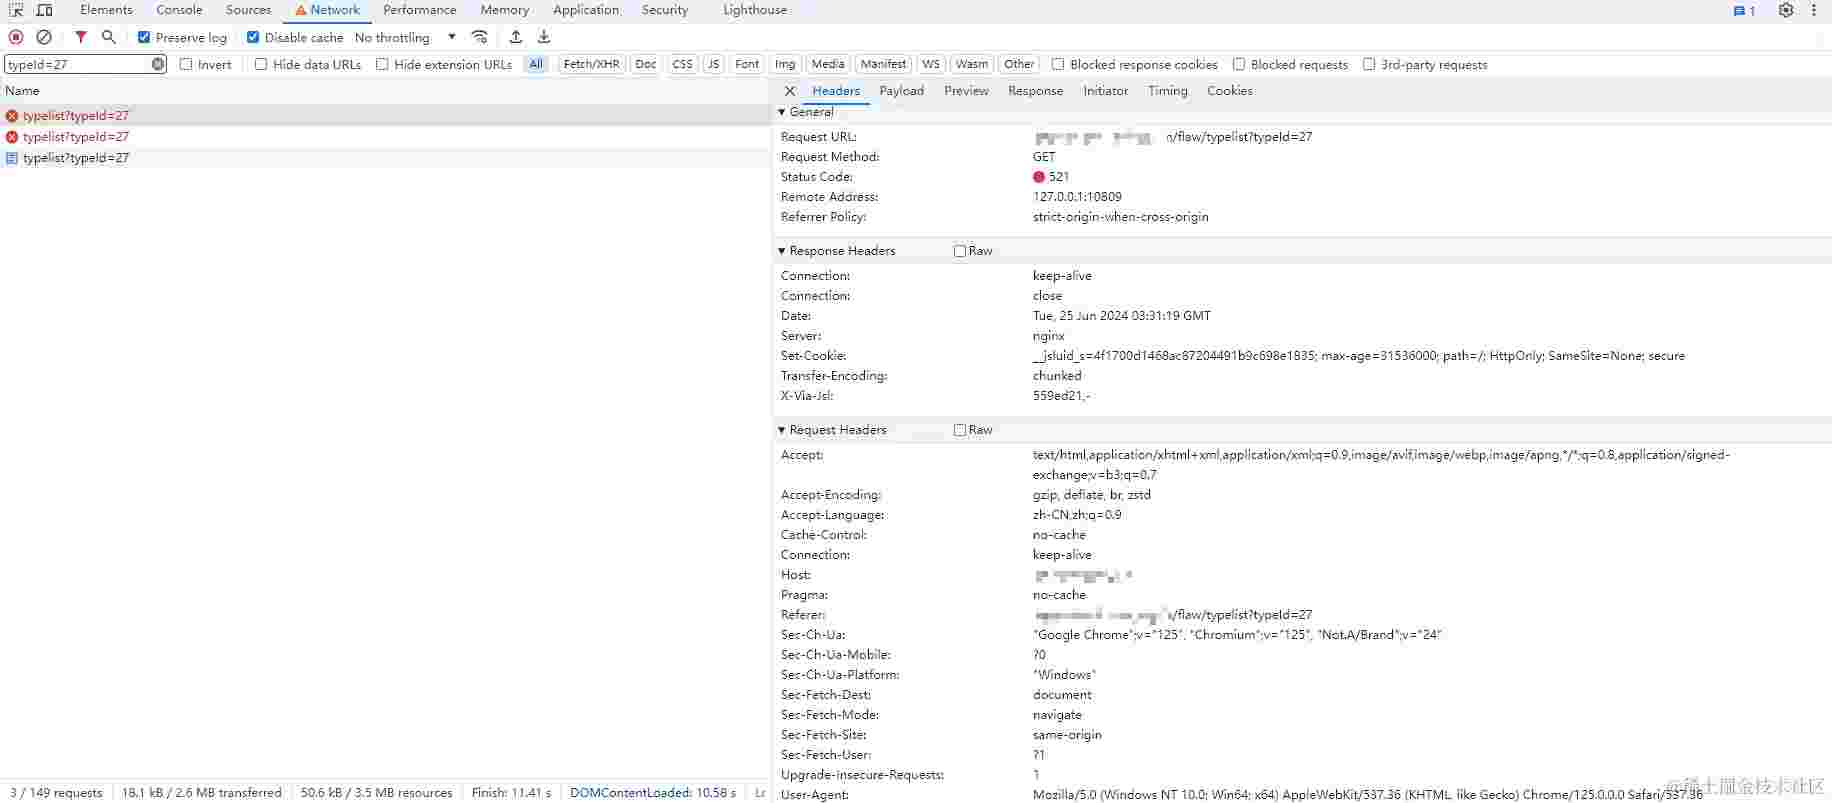 Elements Console Sources Network Performance Memory Application Security Lighthouse 1
Preserve log Disable cache No throttling
typeId=27 Invert Hide data URLs Hide extension URLs All Fetch/XHR Doc CSS JS Font Img Media Manifest WS Wasm Other Blocked response cookies Blocked requests 3rd-party requests
Name
typelist?typeId=27
typelist?typeId=27
typelist?typeId=27
Headers Payload Preview Response Initiator Timing Cookies
General
Request URL: n/flaw/typelist?typeId=27
Request Method: GET
Status Code: 521
Remote Address: 127.0.0.1:10809
Referrer Policy: strict-origin-when-cross-origin
Response Headers Raw
Connection: keep-alive
Connection: close
Date: Tue, 25 Jun 2024 03:31:19 GMT
Server: nginx
Set-Cookie: __jsluid_s=4f1700d1468ac87204491b9c698e1835; max-age=31536000; path=/; HttpOnly; SameSite=None; secure
Transfer-Encoding: chunked
X-Via-Jsl: 559ed21,-
Request Headers Raw
Accept: text/html,application/xhtml+xml,application/xml;q=0.9,image/avif,image/webp,image/apng,*/*;q=0.8,application/signed-
exchange;v=b3;q=0.7
Accept-Encoding: gzip, deflate, br, zstd
Accept-Language: zh-CN,zh;q=0.9
Cache-Control: no-cache
Connection: keep-alive
Host:
Pragma: no-cache
Referer: /flaw/typelist?typeId=27
Sec-Ch-Ua: "Google Chrome";v="125", "Chromium";v="125", "Not.A/Brand";v="24"
Sec-Ch-Ua-Mobile: ?0
Sec-Ch-Ua-Platform: "Windows"
Sec-Fetch-Dest: document
Sec-Fetch-Mode: navigate
Sec-Fetch-Site: same-origin
Sec-Fetch-User: ?1
Upgrade-Insecure-Requests: 1
User-Agent: Mozilla/5.0 (Windows NT 10.0; Win64; x64) AppleWebKit/537.36 (KHTML, like Gecko) Chrome/125.0.0.0 Safari/537.36
3 / 149 requests 18.1 kB / 2.6 MB transferred 50.6 kB / 3.5 MB resources Finish: 11.41 s DOMContentLoaded: 10.58 s
@稀土掘金技术社区